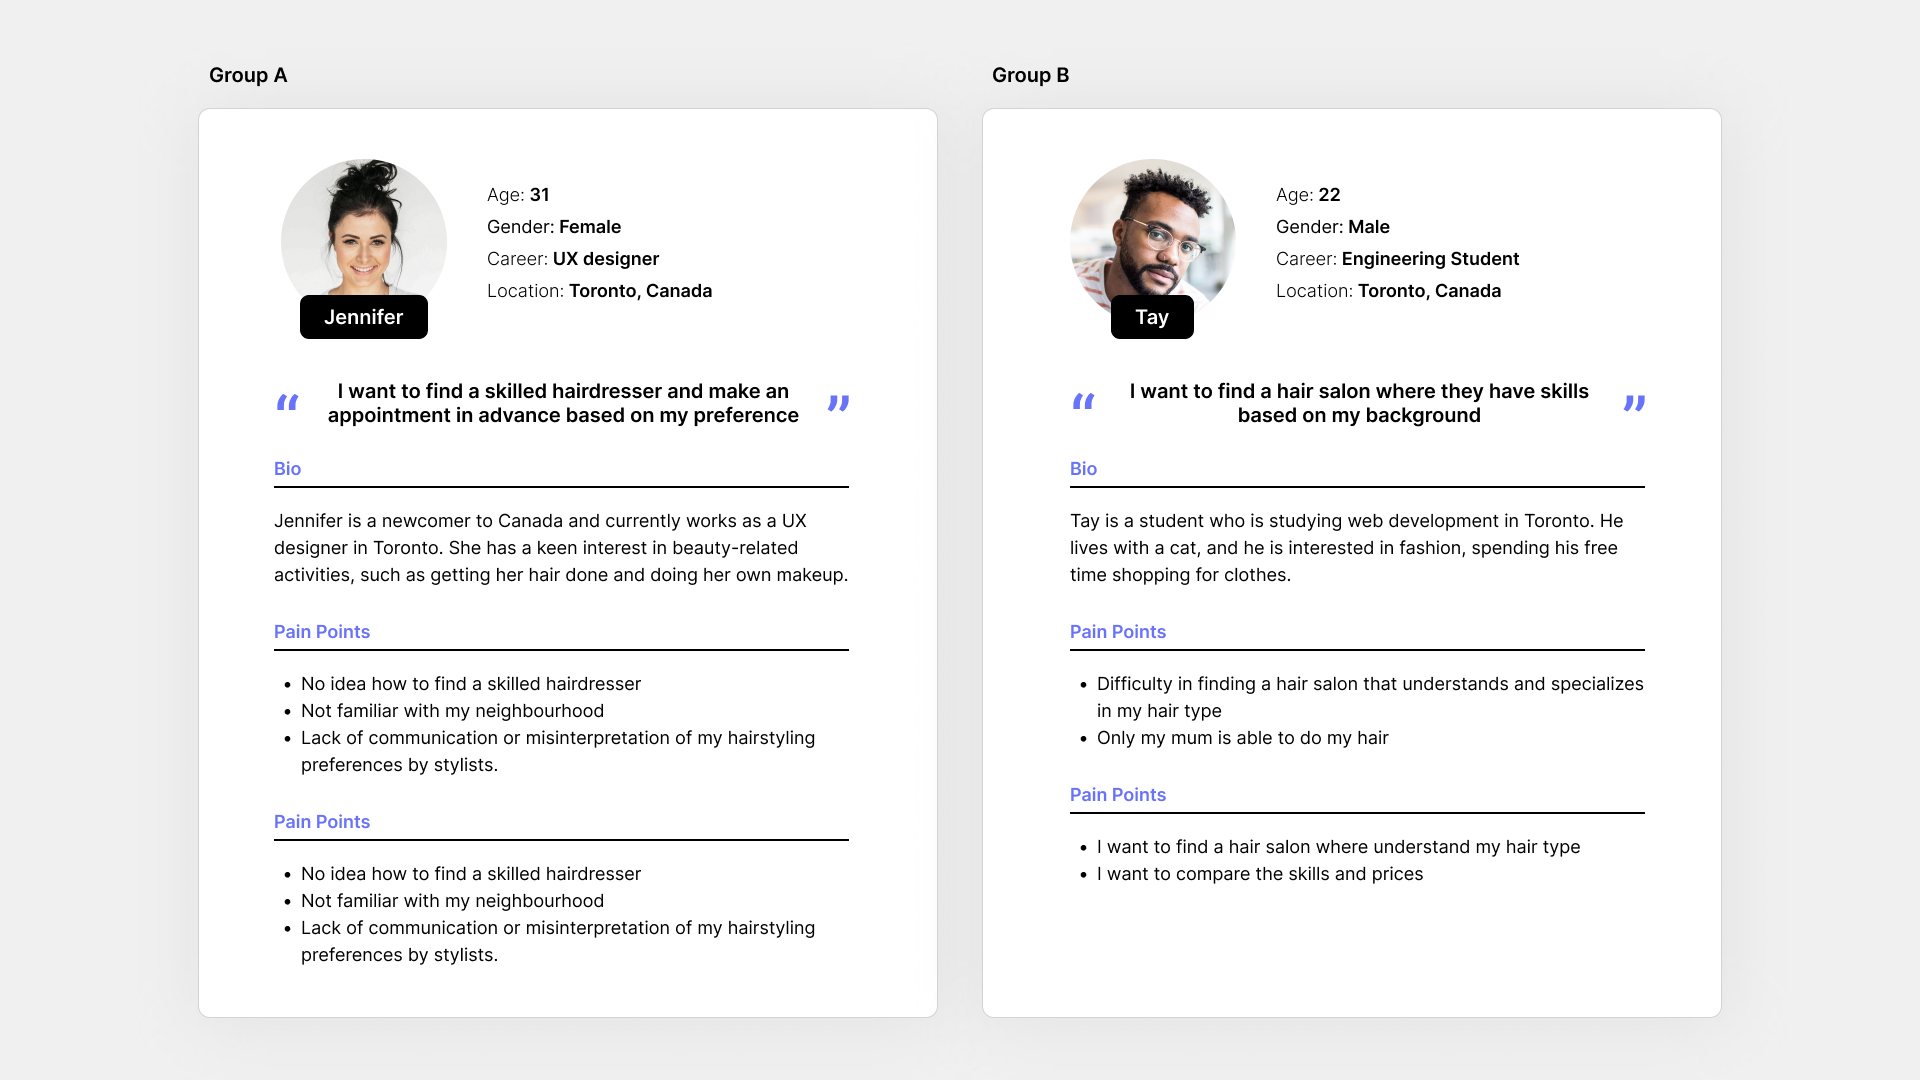 Group A
Jennifer
Age: 31
Gender: Female
Career: UX designer
Location: Toronto, Canada
“ I want to find a skilled hairdresser and make an
appointment in advance based on my preference ”
Bio
Jennifer is a newcomer to Canada and currently works as a UX
designer in Toronto. She has a keen interest in beauty-related
activities, such as getting her hair done and doing her own makeup.
Pain Points
• No idea how to find a skilled hairdresser
• Not familiar with my neighbourhood
• Lack of communication or misinterpretation of my hairstyling
preferences by stylists.
Pain Points
• No idea how to find a skilled hairdresser
• Not familiar with my neighbourhood
• Lack of communication or misinterpretation of my hairstyling
preferences by stylists.
Group B
Tay
Age: 22
Gender: Male
Career: Engineering Student
Location: Toronto, Canada
“ I want to find a hair salon where they have skills
based on my background ”
Bio
Tay is a student who is studying web development in Toronto. He
lives with a cat, and he is interested in fashion, spending his free
time shopping for clothes.
Pain Points
• Difficulty in finding a hair salon that understands and specializes
in my hair type
• Only my mum is able to do my hair
Pain Points
• I want to find a hair salon where understand my hair type
• I want to compare the skills and prices